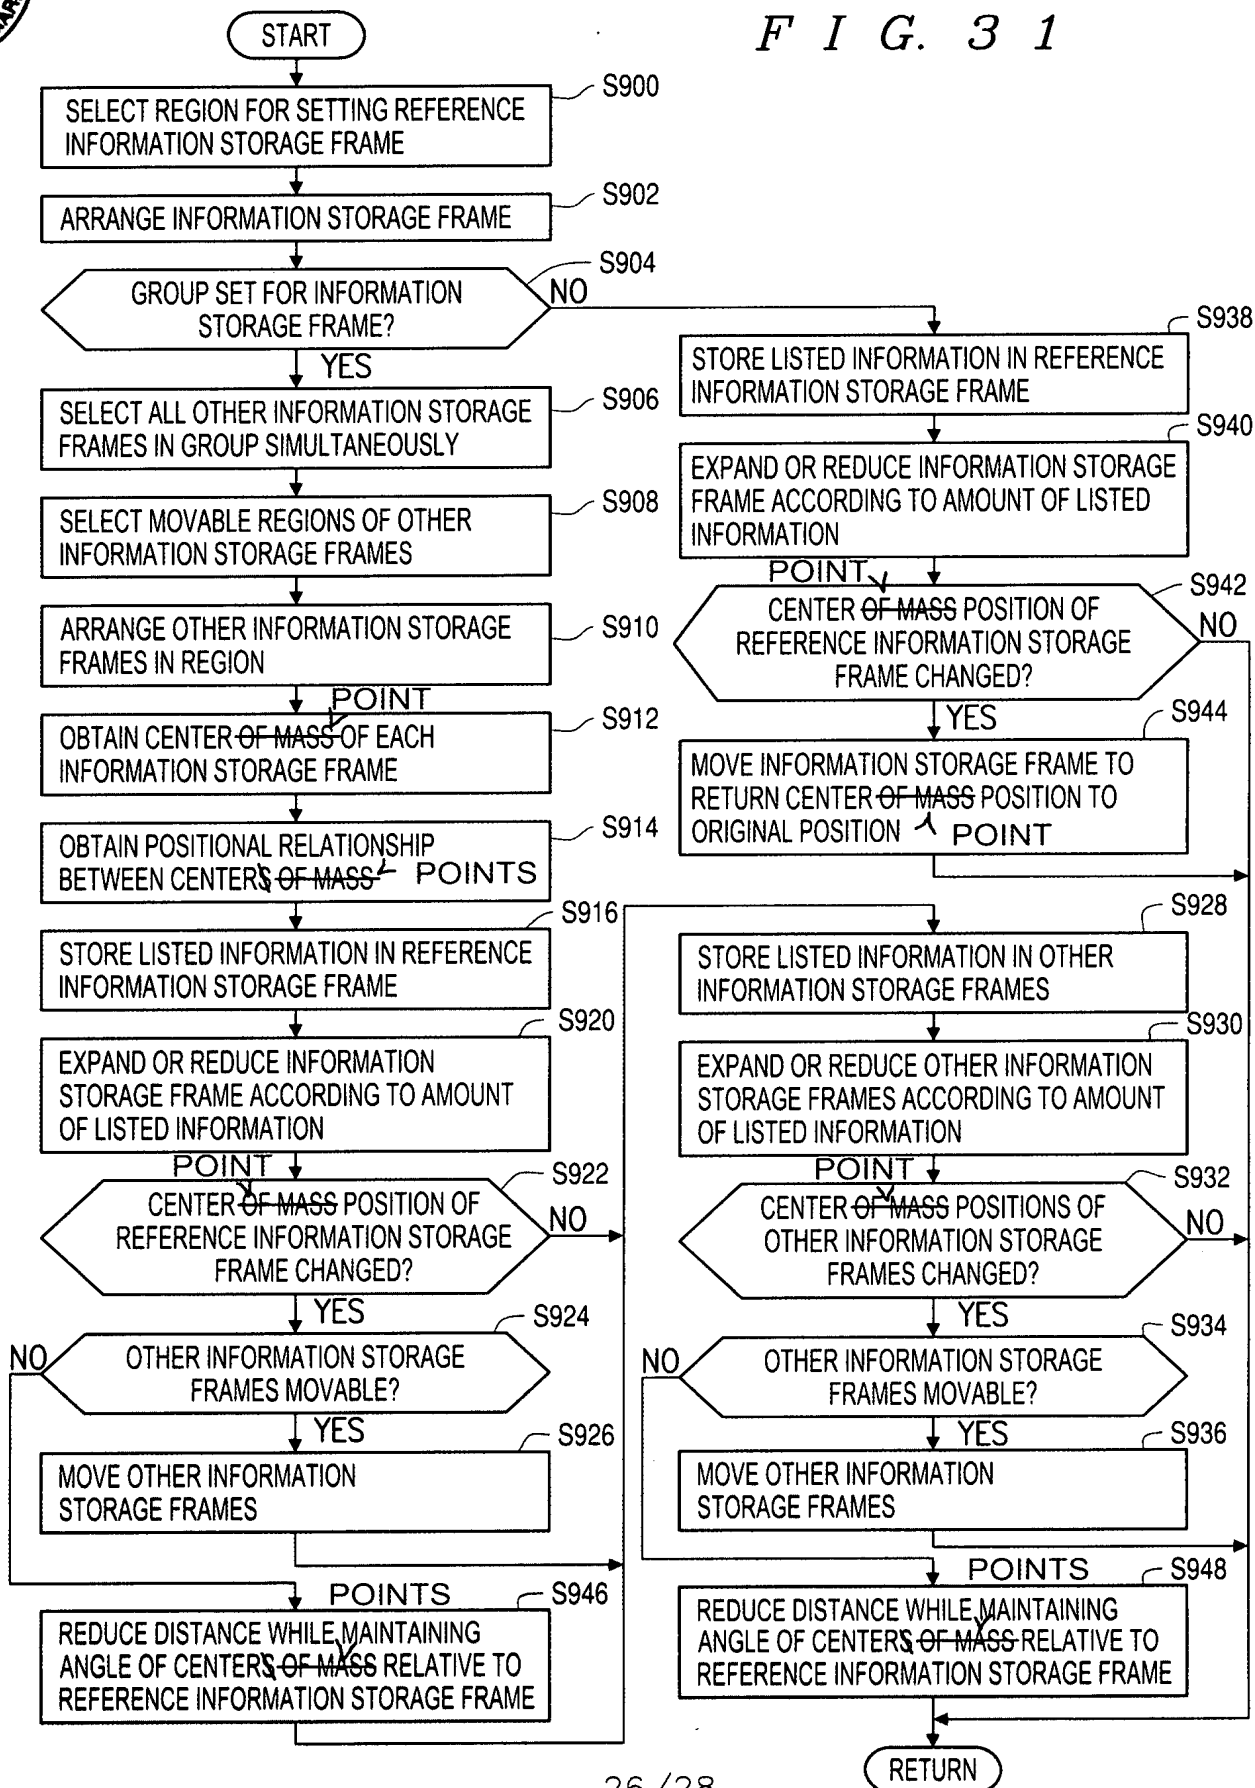 FIG. 31
START
S900
SELECT REGION FOR SETTING REFERENCE
INFORMATION STORAGE FRAME
S902
ARRANGE INFORMATION STORAGE FRAME
S904
GROUP SET FOR INFORMATION
STORAGE FRAME?
NO
YES
S906
SELECT ALL OTHER INFORMATION STORAGE
FRAMES IN GROUP SIMULTANEOUSLY
S908
SELECT MOVABLE REGIONS OF OTHER
INFORMATION STORAGE FRAMES
S910
ARRANGE OTHER INFORMATION STORAGE
FRAMES IN REGION
POINT
S912
OBTAIN CENTER OF MASS OF EACH
INFORMATION STORAGE FRAME
S914
OBTAIN POSITIONAL RELATIONSHIP
BETWEEN CENTERS OF MASS POINTS
S916
STORE LISTED INFORMATION IN REFERENCE
INFORMATION STORAGE FRAME
S920
EXPAND OR REDUCE INFORMATION
STORAGE FRAME ACCORDING TO AMOUNT
OF LISTED INFORMATION
POINT
S922
CENTER OF MASS POSITION OF
REFERENCE INFORMATION STORAGE
FRAME CHANGED?
NO
YES
S924
NO
OTHER INFORMATION STORAGE
FRAMES MOVABLE?
YES
S926
MOVE OTHER INFORMATION
STORAGE FRAMES
POINTS
S946
REDUCE DISTANCE WHILE MAINTAINING
ANGLE OF CENTERS OF MASS RELATIVE TO
REFERENCE INFORMATION STORAGE FRAME
S938
STORE LISTED INFORMATION IN REFERENCE
INFORMATION STORAGE FRAME
S940
EXPAND OR REDUCE INFORMATION STORAGE
FRAME ACCORDING TO AMOUNT OF LISTED
INFORMATION
POINT
S942
CENTER OF MASS POSITION OF
REFERENCE INFORMATION STORAGE
FRAME CHANGED?
NO
YES
S944
MOVE INFORMATION STORAGE FRAME TO
RETURN CENTER OF MASS POSITION TO
ORIGINAL POSITION POINT
S928
STORE LISTED INFORMATION IN OTHER
INFORMATION STORAGE FRAMES
S930
EXPAND OR REDUCE OTHER INFORMATION
STORAGE FRAMES ACCORDING TO AMOUNT
OF LISTED INFORMATION
POINT
S932
CENTER OF MASS POSITIONS OF
OTHER INFORMATION STORAGE
FRAMES CHANGED?
NO
YES
S934
NO
OTHER INFORMATION STORAGE
FRAMES MOVABLE?
YES
S936
MOVE OTHER INFORMATION
STORAGE FRAMES
POINTS
S948
REDUCE DISTANCE WHILE MAINTAINING
ANGLE OF CENTERS OF MASS RELATIVE TO
REFERENCE INFORMATION STORAGE FRAME
RETURN
26/28